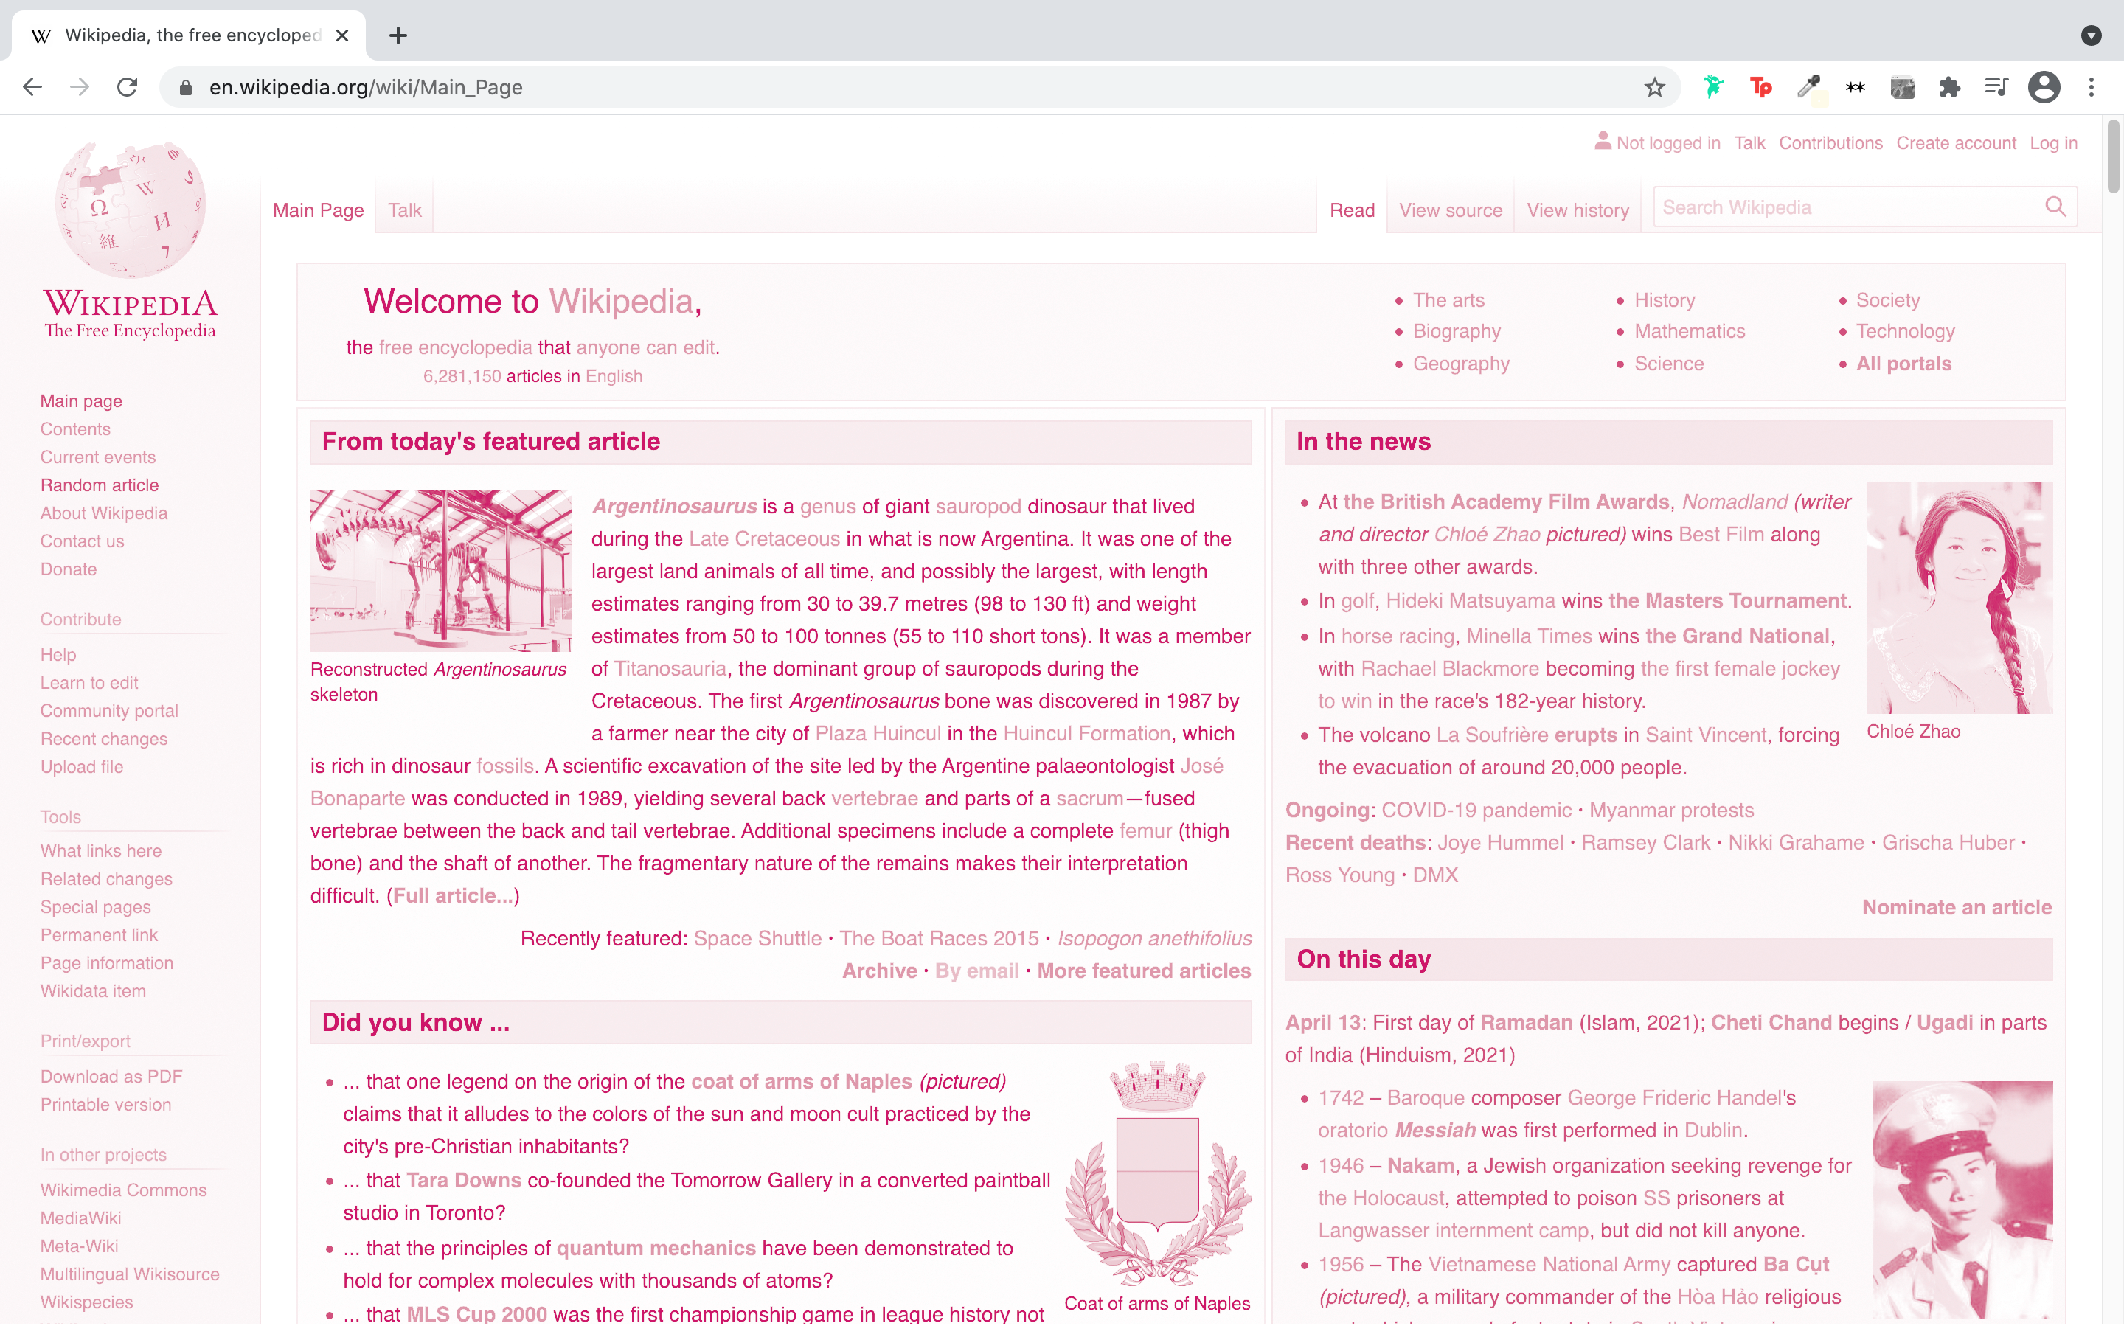 Wikipedia, the free encycloped
en.wikipedia.org/wiki/Main_Page
Not logged in Talk Contributions Create account Log in
Main Page Talk
Read View source View history Search Wikipedia
WIKIPEDIA
The Free Encyclopedia
Main page
Contents
Current events
Random article
About Wikipedia
Contact us
Donate
Contribute
Help
Learn to edit
Community portal
Recent changes
Upload file
Tools
What links here
Related changes
Special pages
Permanent link
Page information
Wikidata item
Print/export
Download as PDF
Printable version
In other projects
Wikimedia Commons
MediaWiki
Meta-Wiki
Multilingual Wikisource
Wikispecies
Welcome to Wikipedia,
the free encyclopedia that anyone can edit.
6,281,150 articles in English
• The arts
• Biography
• Geography
• History
• Mathematics
• Science
• Society
• Technology
• All portals
From today's featured article
Reconstructed Argentinosaurus
skeleton
Argentinosaurus is a genus of giant sauropod dinosaur that lived
during the Late Cretaceous in what is now Argentina. It was one of the
largest land animals of all time, and possibly the largest, with length
estimates ranging from 30 to 39.7 metres (98 to 130 ft) and weight
estimates from 50 to 100 tonnes (55 to 110 short tons). It was a member
of Titanosauria, the dominant group of sauropods during the
Cretaceous. The first Argentinosaurus bone was discovered in 1987 by
a farmer near the city of Plaza Huincul in the Huincul Formation, which
is rich in dinosaur fossils. A scientific excavation of the site led by the Argentine palaeontologist José
Bonaparte was conducted in 1989, yielding several back vertebrae and parts of a sacrum—fused
vertebrae between the back and tail vertebrae. Additional specimens include a complete femur (thigh
bone) and the shaft of another. The fragmentary nature of the remains makes their interpretation
difficult. (Full article...)
Recently featured: Space Shuttle · The Boat Races 2015 · Isopogon anethifolius
Archive · By email · More featured articles
Did you know ...
• ... that one legend on the origin of the coat of arms of Naples (pictured)
claims that it alludes to the colors of the sun and moon cult practiced by the
city's pre-Christian inhabitants?
• ... that Tara Downs co-founded the Tomorrow Gallery in a converted paintball
studio in Toronto?
• ... that the principles of quantum mechanics have been demonstrated to
hold for complex molecules with thousands of atoms?
• ... that MLS Cup 2000 was the first championship game in league history not
Coat of arms of Naples
In the news
• At the British Academy Film Awards, Nomadland (writer
and director Chloé Zhao pictured) wins Best Film along
with three other awards.
• In golf, Hideki Matsuyama wins the Masters Tournament.
• In horse racing, Minella Times wins the Grand National,
with Rachael Blackmore becoming the first female jockey
to win in the race's 182-year history.
• The volcano La Soufrière erupts in Saint Vincent, forcing
the evacuation of around 20,000 people.
Chloé Zhao
Ongoing: COVID-19 pandemic · Myanmar protests
Recent deaths: Joye Hummel · Ramsey Clark · Nikki Grahame · Grischa Huber ·
Ross Young · DMX
Nominate an article
On this day
April 13: First day of Ramadan (Islam, 2021); Cheti Chand begins / Ugadi in parts
of India (Hinduism, 2021)
• 1742 – Baroque composer George Frideric Handel's
oratorio Messiah was first performed in Dublin.
• 1946 – Nakam, a Jewish organization seeking revenge for
the Holocaust, attempted to poison SS prisoners at
Langwasser internment camp, but did not kill anyone.
• 1956 – The Vietnamese National Army captured Ba Cụt
(pictured), a military commander of the Hòa Hảo religious